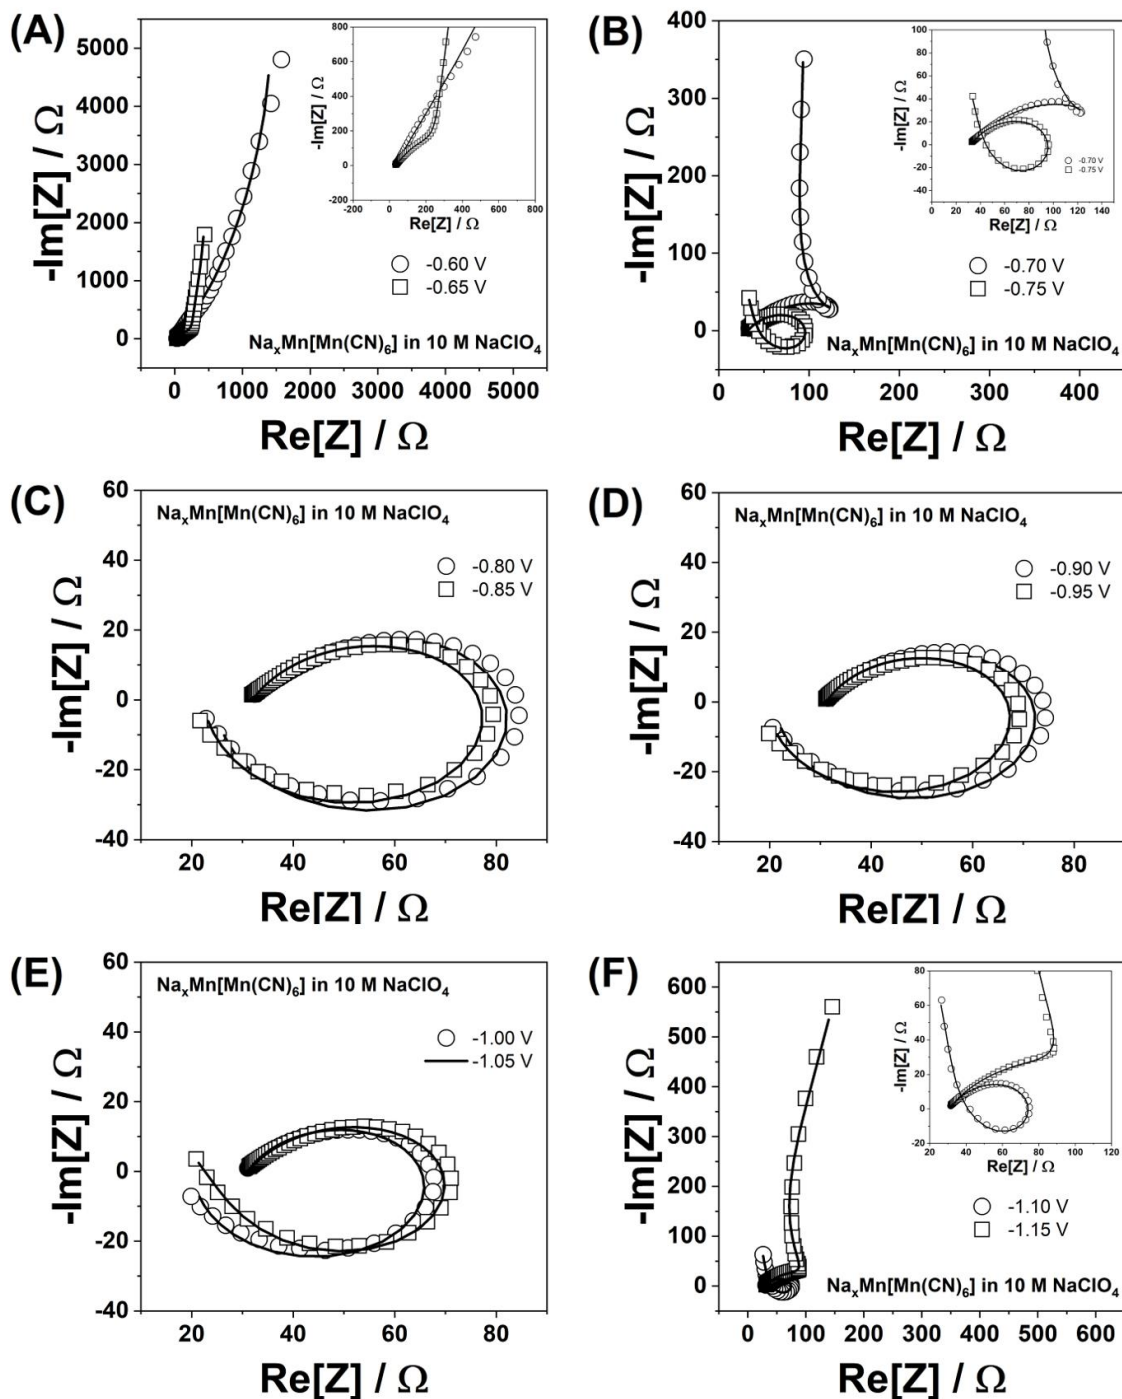 (A)
5000
4000
3000
2000
1000
0
-Im[Z] / Ω
800
600
400
200
0
-200
-Im[Z] / Ω
-200 0 200 400 600 800
Re[Z] / Ω
-0.60 V
-0.65 V
NaxMn[Mn(CN)6] in 10 M NaClO4
0 1000 2000 3000 4000 5000
Re[Z] / Ω
(B)
400
350
300
250
200
150
100
50
0
-50
-Im[Z] / Ω
100
80
60
40
20
0
-20
-40
-Im[Z] / Ω
0 20 40 60 80 100 120 140
Re[Z] / Ω
-0.70 V
-0.75 V
-0.70 V
-0.75 V
NaxMn[Mn(CN)6] in 10 M NaClO4
0 100 200 300 400
Re[Z] / Ω
(C)
60
40
20
0
-20
-40
-Im[Z] / Ω
NaxMn[Mn(CN)6] in 10 M NaClO4
-0.80 V
-0.85 V
20 40 60 80
Re[Z] / Ω
(D)
60
40
20
0
-20
-40
-Im[Z] / Ω
NaxMn[Mn(CN)6] in 10 M NaClO4
-0.90 V
-0.95 V
20 40 60 80
Re[Z] / Ω
(E)
60
40
20
0
-20
-40
-Im[Z] / Ω
NaxMn[Mn(CN)6] in 10 M NaClO4
-1.00 V
-1.05 V
20 40 60 80
Re[Z] / Ω
(F)
600
500
400
300
200
100
0
-Im[Z] / Ω
80
60
40
20
0
-20
-Im[Z] / Ω
20 40 60 80 100 120
Re[Z] / Ω
-1.10 V
-1.15 V
NaxMn[Mn(CN)6] in 10 M NaClO4
0 100 200 300 400 500 600
Re[Z] / Ω